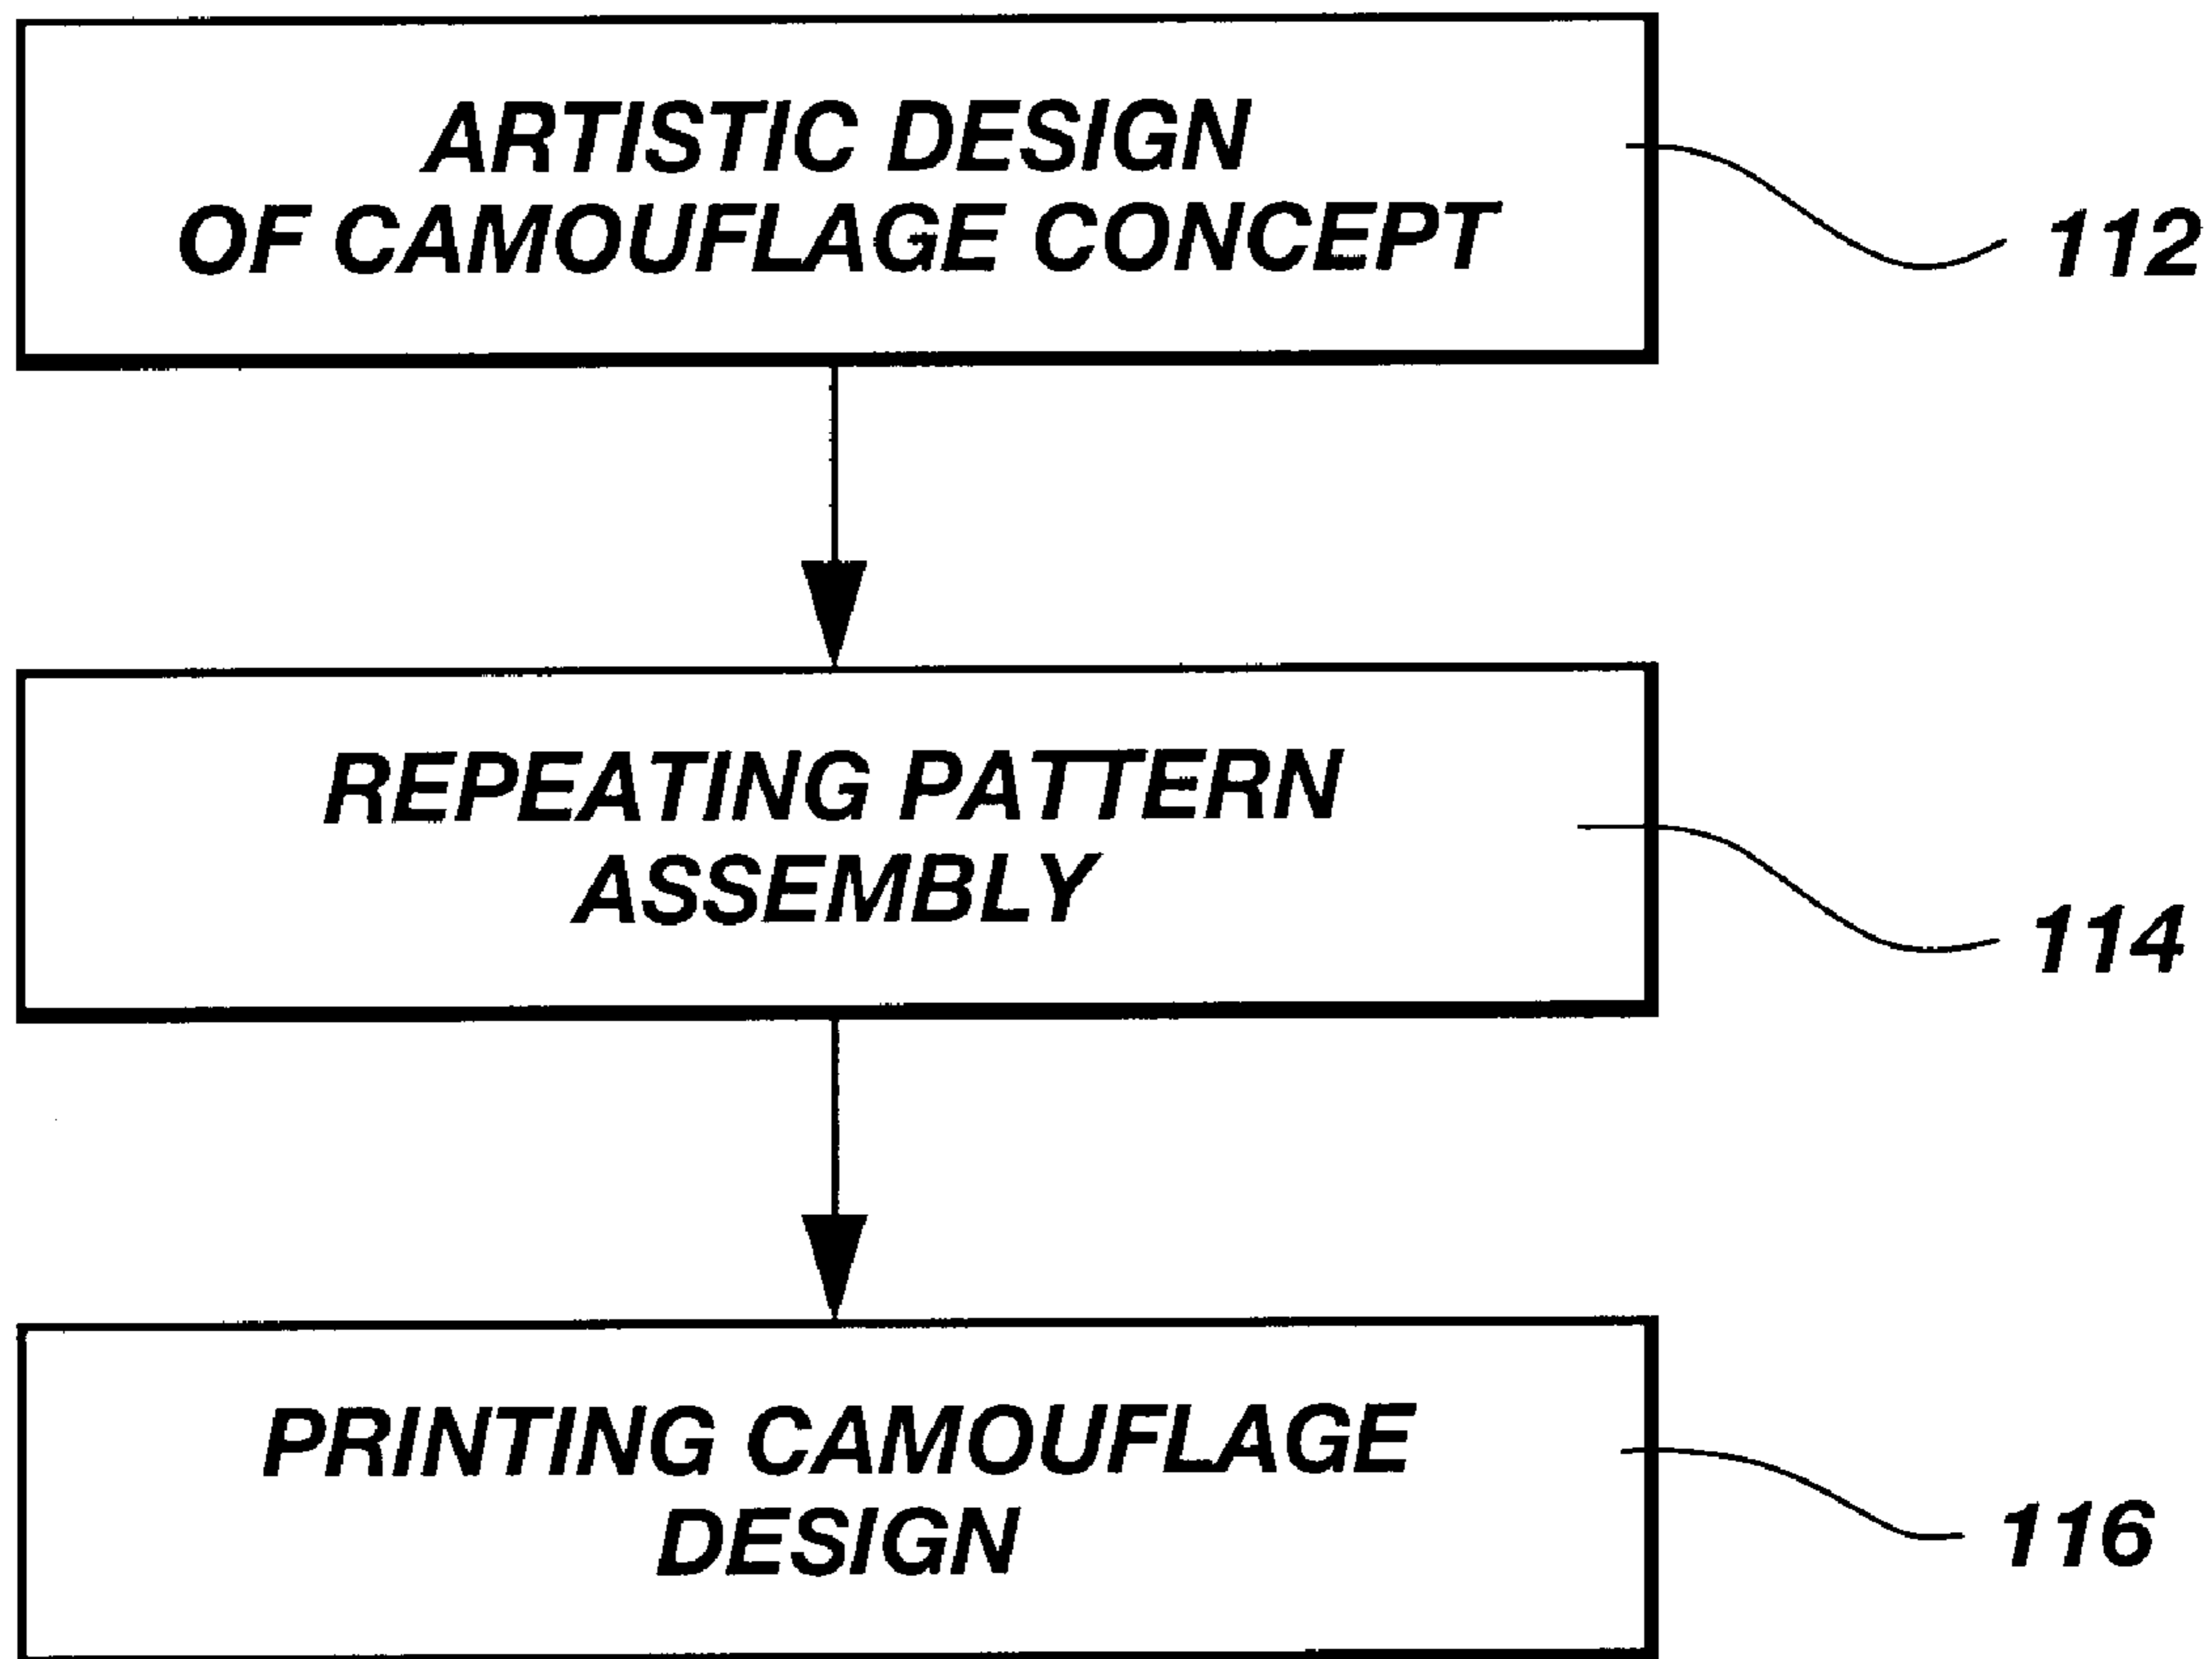 ARTISTIC DESIGN
OF CAMOUFLAGE CONCEPT
112
REPEATING PATTERN
ASSEMBLY
114
PRINTING CAMOUFLAGE
DESIGN
116